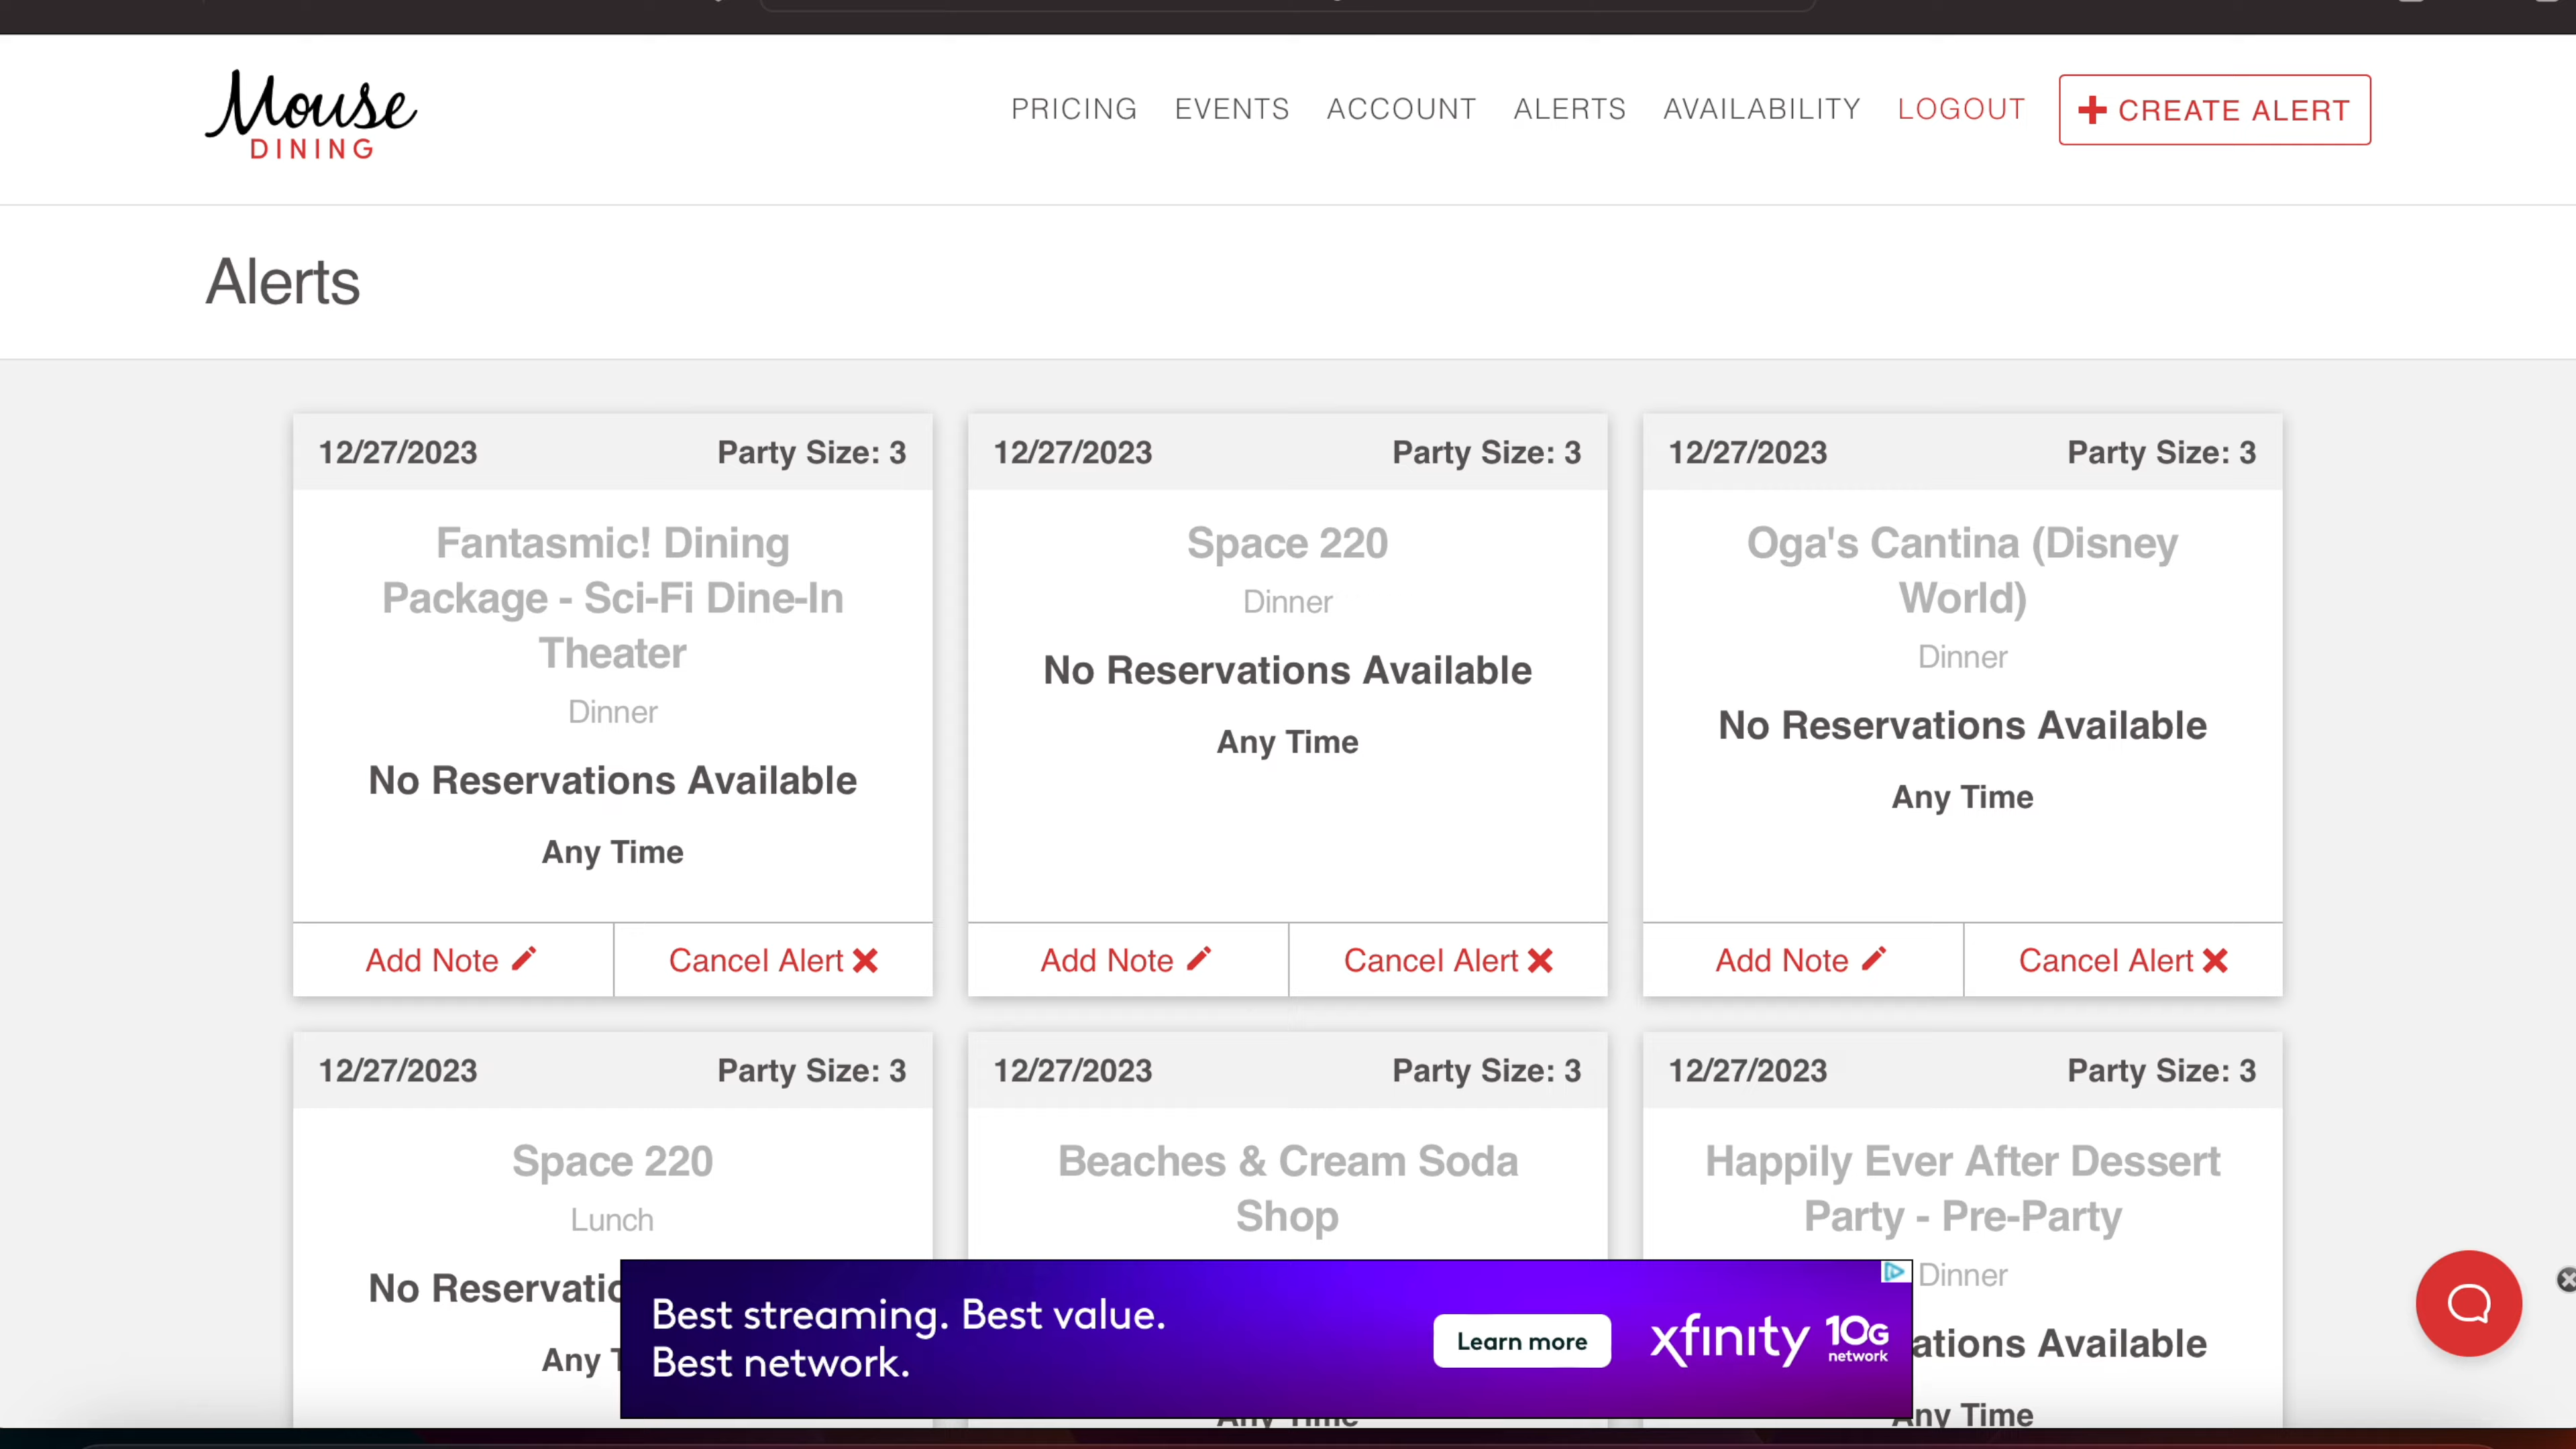 Mouse
DINING
PRICING EVENTS ACCOUNT ALERTS AVAILABILITY LOGOUT + CREATE ALERT
Alerts
12/27/2023 Party Size: 3
Fantasmic! Dining
Package - Sci-Fi Dine-In
Theater
Dinner
No Reservations Available
Any Time
Add Note Cancel Alert
12/27/2023 Party Size: 3
Space 220
Dinner
No Reservations Available
Any Time
Add Note Cancel Alert
12/27/2023 Party Size: 3
Oga's Cantina (Disney
World)
Dinner
No Reservations Available
Any Time
Add Note Cancel Alert
12/27/2023 Party Size: 3
Space 220
Lunch
No
Any
12/27/2023 Party Size: 3
Beaches & Cream Soda
Shop
Any Time
12/27/2023 Party Size: 3
Happily Ever After Dessert
Party - Pre-Party
Dinner
Available
Any Time
Best streaming. Best value.
Best network.
Learn more
xfinity 10G
network